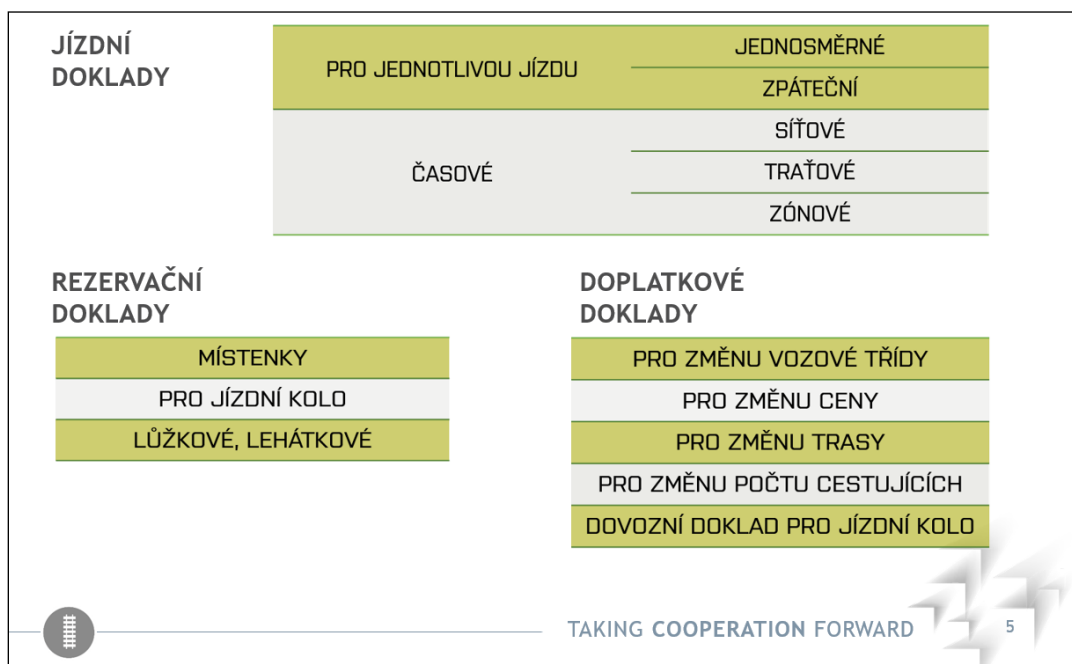 JÍZDNÍ
DOKLADY
PRO JEDNOTLIVOU JÍZDU
JEDNOSMĚRNÉ
ZPÁTEČNÍ
ČASOVÉ
SÍŤOVÉ
TRAŤOVÉ
ZÓNOVÉ
REZERVAČNÍ
DOKLADY
MÍSTENKY
PRO JÍZDNÍ KOLO
LŮŽKOVÉ, LEHÁTKOVÉ
DOPLATKOVÉ
DOKLADY
PRO ZMĚNU VOZOVÉ TŘÍDY
PRO ZMĚNU CENY
PRO ZMĚNU TRASY
PRO ZMĚNU POČTU CESTUJÍCÍCH
DOVOZNÍ DOKLAD PRO JÍZDNÍ KOLO
TAKING COOPERATION FORWARD
5